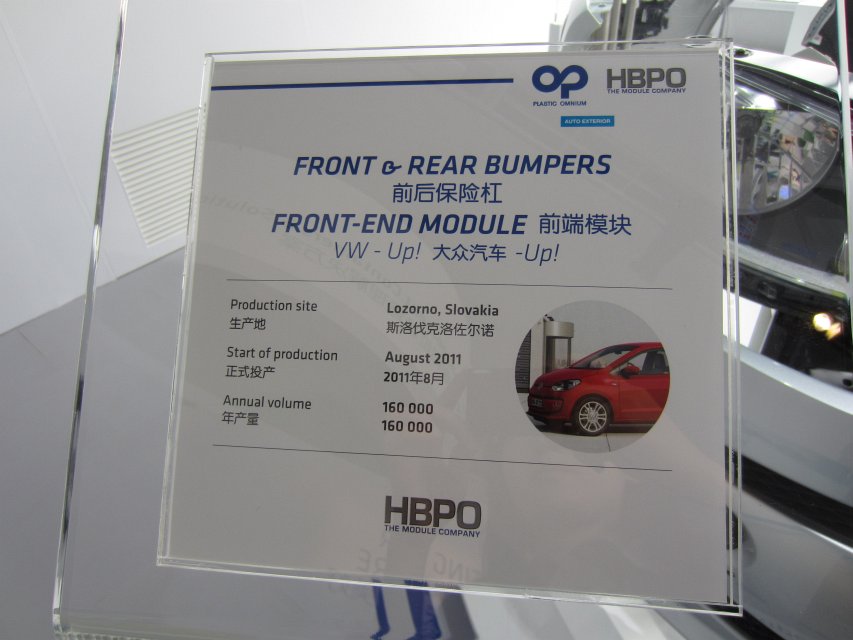 OP
PLASTIC OMNIUM
HBPO
THE MODULE COMPANY
AUTO EXTERIOR
FRONT & REAR BUMPERS
前后保险杠
FRONT-END MODULE 前端模块
VW - Up! 大众汽车 -Up!
Production site Lozorno, Slovakia
生产地 斯洛伐克洛佐尔诺
Start of production August 2011
正式投产 2011年8月
Annual volume 160 000
年产量 160 000
HBPO
THE MODULE COMPANY